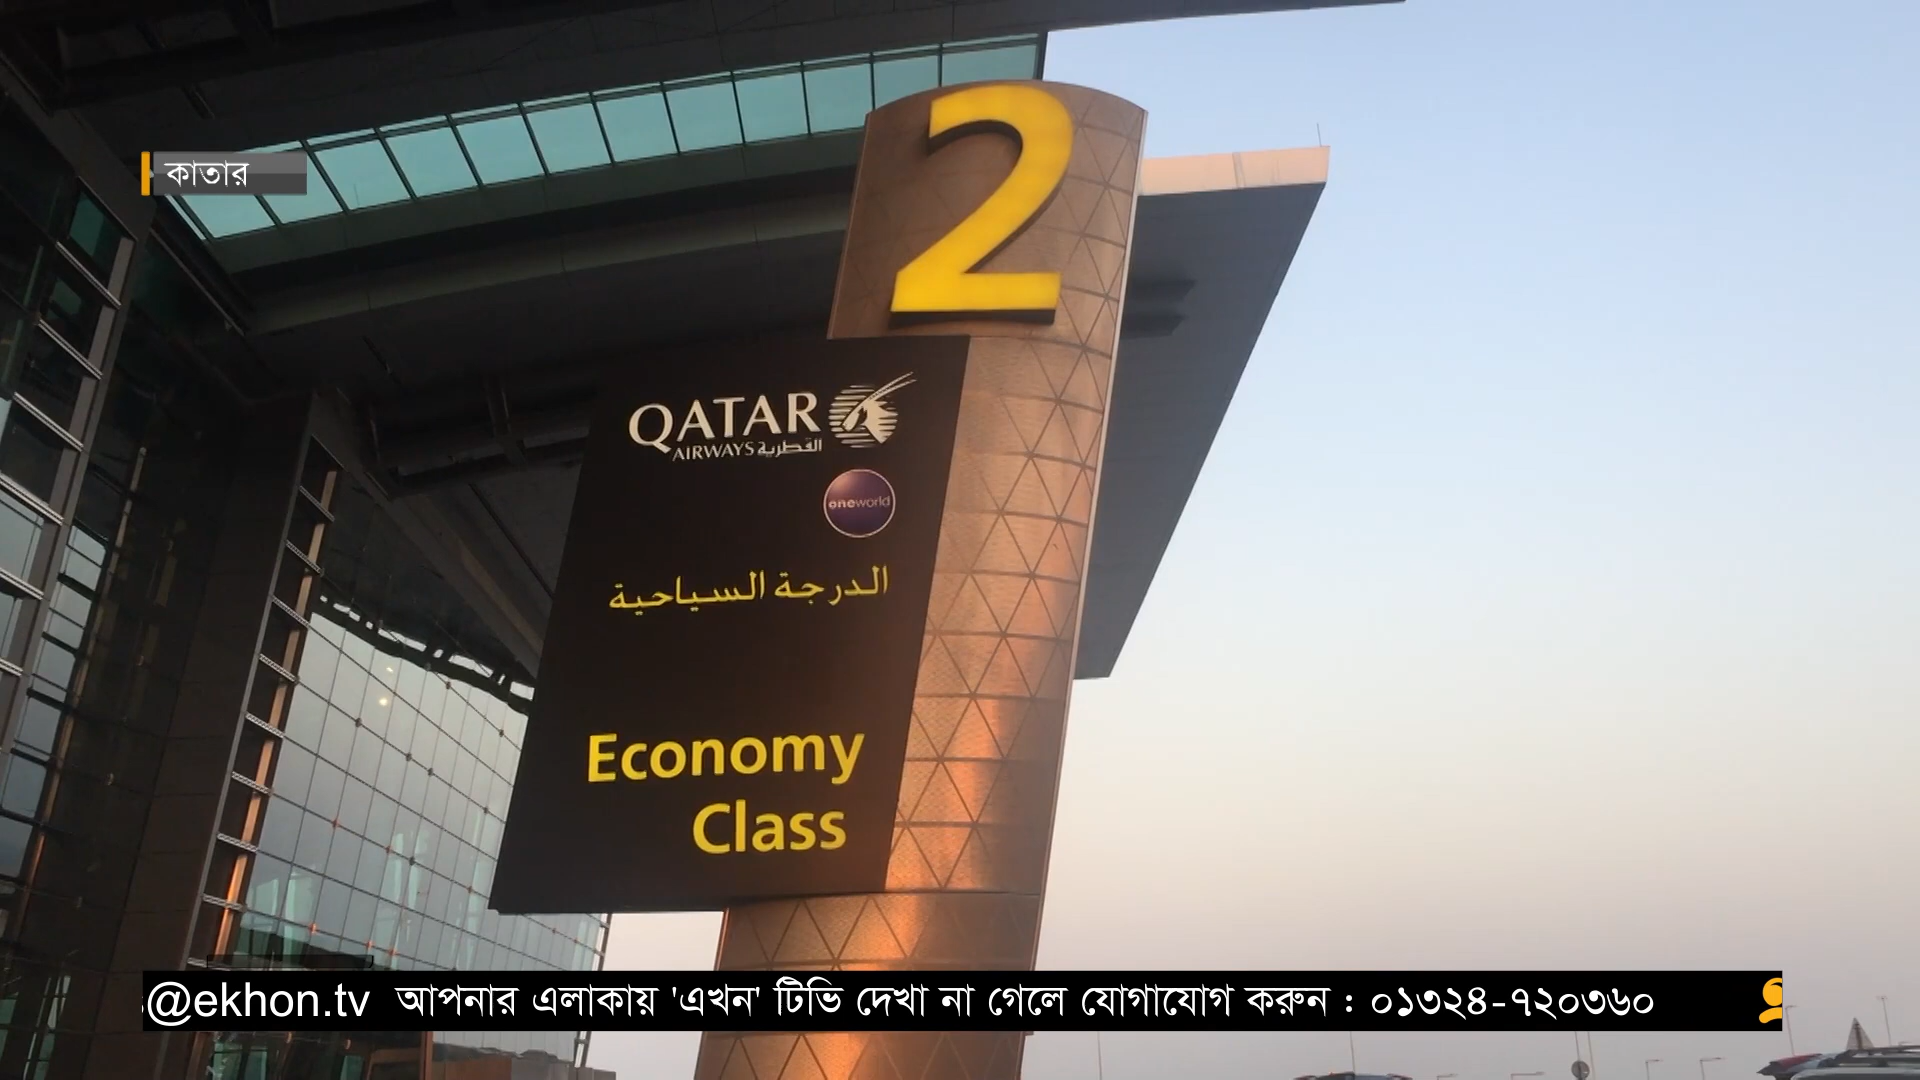 2
কাতার
QATAR
AIRWAYS القطرية
oneworld
الدرجة السياحية
Economy
Class
@ekhon.tv আপনার এলাকায় 'এখন' টিভি দেখা না গেলে যোগাযোগ করুন : ০১৩২৪-৭২০৩৬০